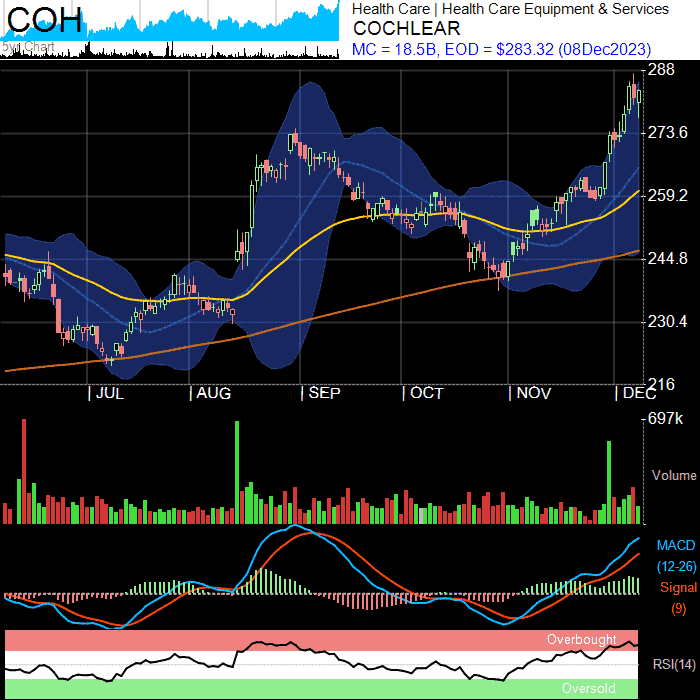 COH
5yr Chart
Health Care | Health Care Equipment & Services
COCHLEAR
MC = 18.5B, EOD = $283.32 (08Dec2023)
288
273.6
259.2
244.8
230.4
216
| JUL
| AUG
| SEP
| OCT
| NOV
| DEC
697k
Volume
MACD
(12-26)
Signal
(9)
Overbought
RSI(14)
Oversold